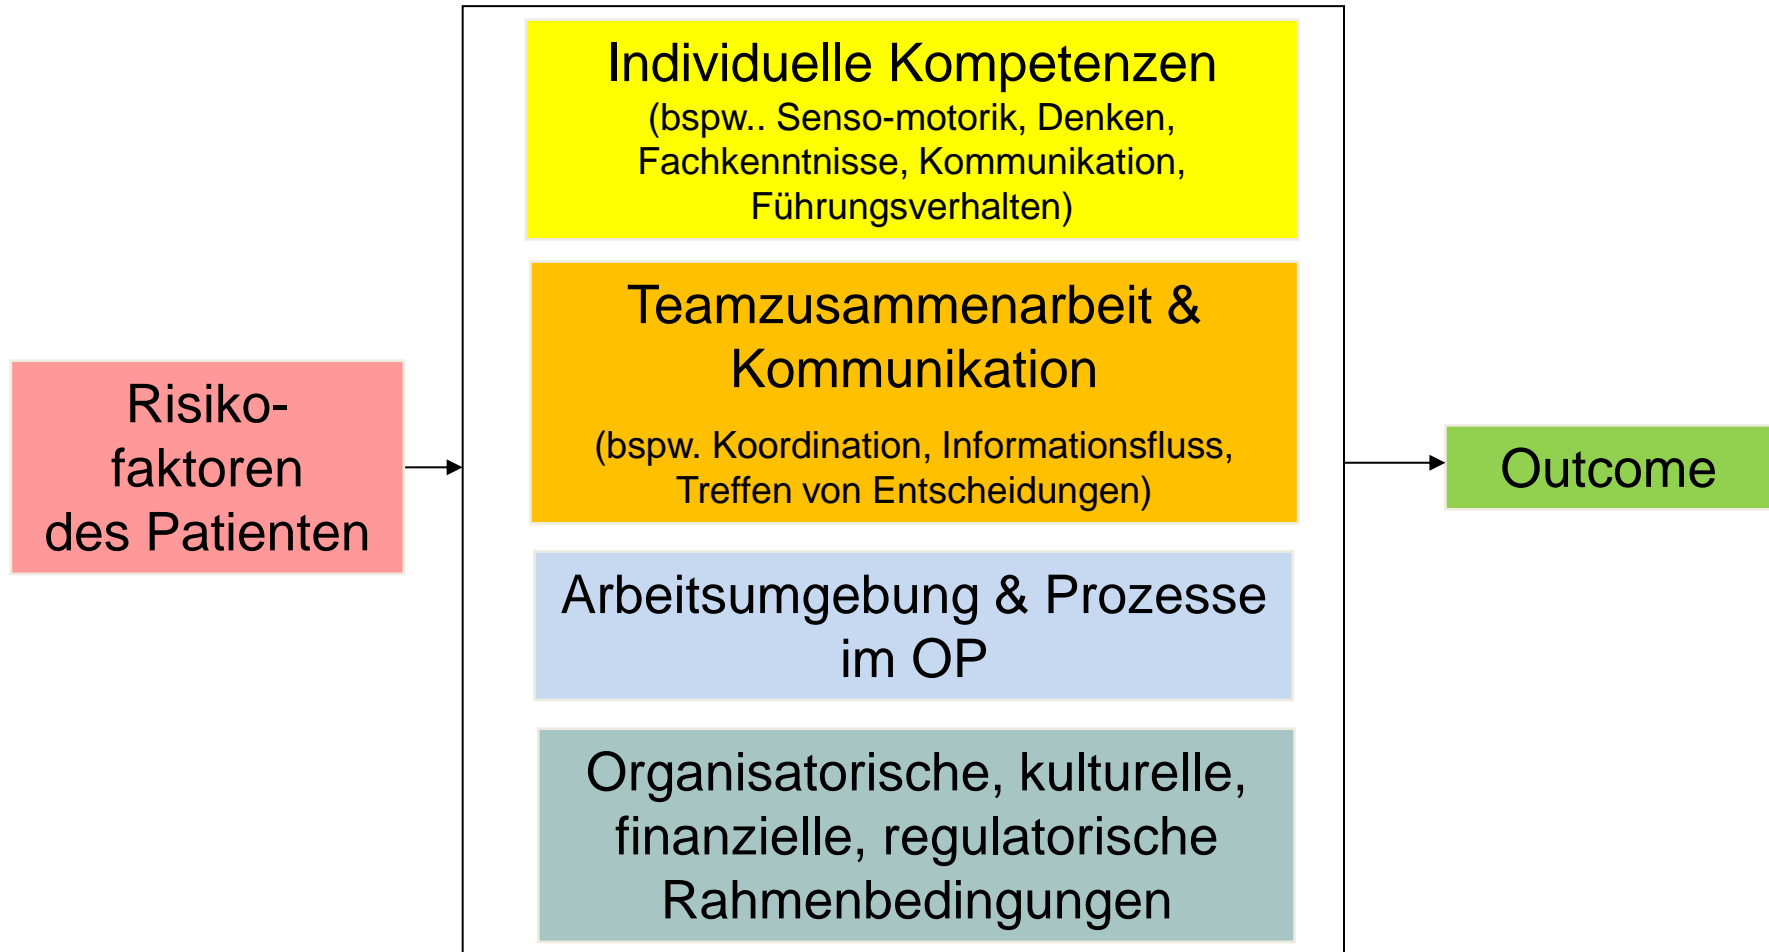 Risiko-
faktoren
des Patienten
Individuelle Kompetenzen
(bspw.. Senso-motorik, Denken,
Fachkenntnisse, Kommunikation,
Führungsverhalten)
Teamzusammenarbeit &
Kommunikation
(bspw. Koordination, Informationsfluss,
Treffen von Entscheidungen)
Arbeitsumgebung & Prozesse
im OP
Organisatorische, kulturelle,
finanzielle, regulatorische
Rahmenbedingungen
Outcome